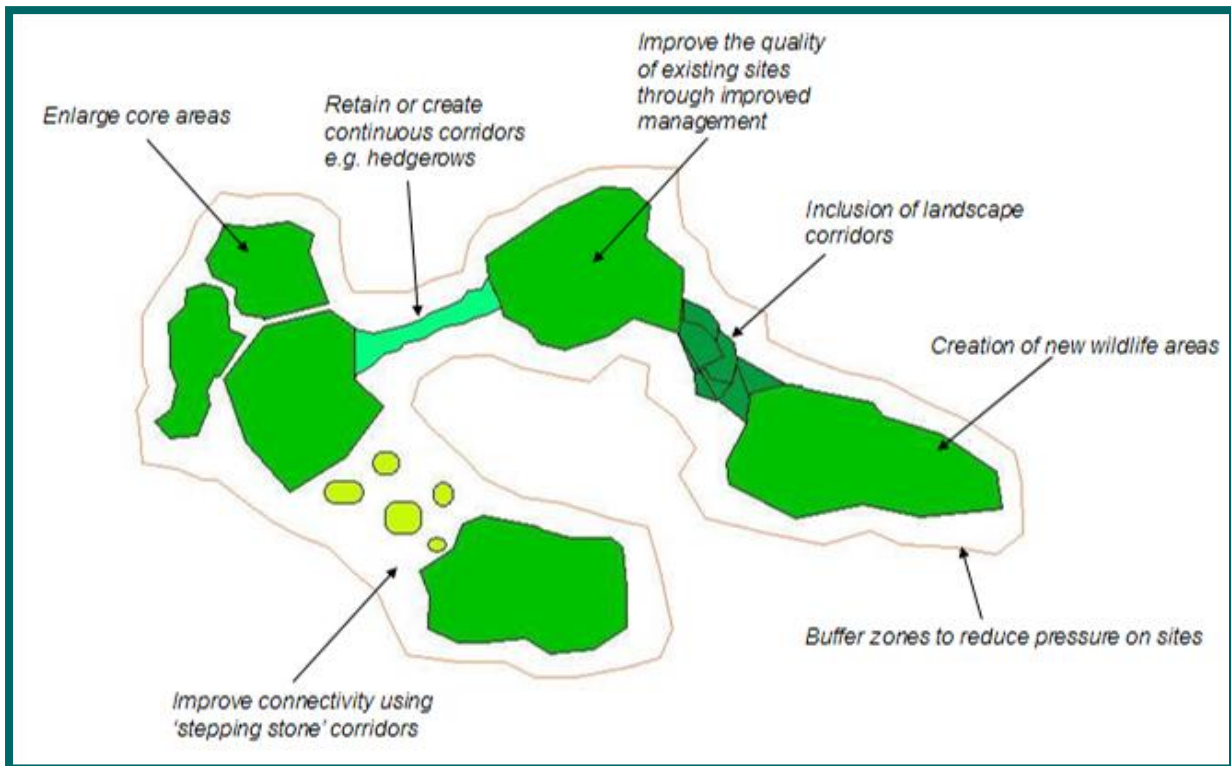 Improve the quality
of existing sites
through improved
management
Enlarge core areas
Retain or create
continuous corridors
e.g. hedgerows
Inclusion of landscape
corridors
Creation of new wildlife areas
Buffer zones to reduce pressure on sites
Improve connectivity using
‘stepping stone’ corridors